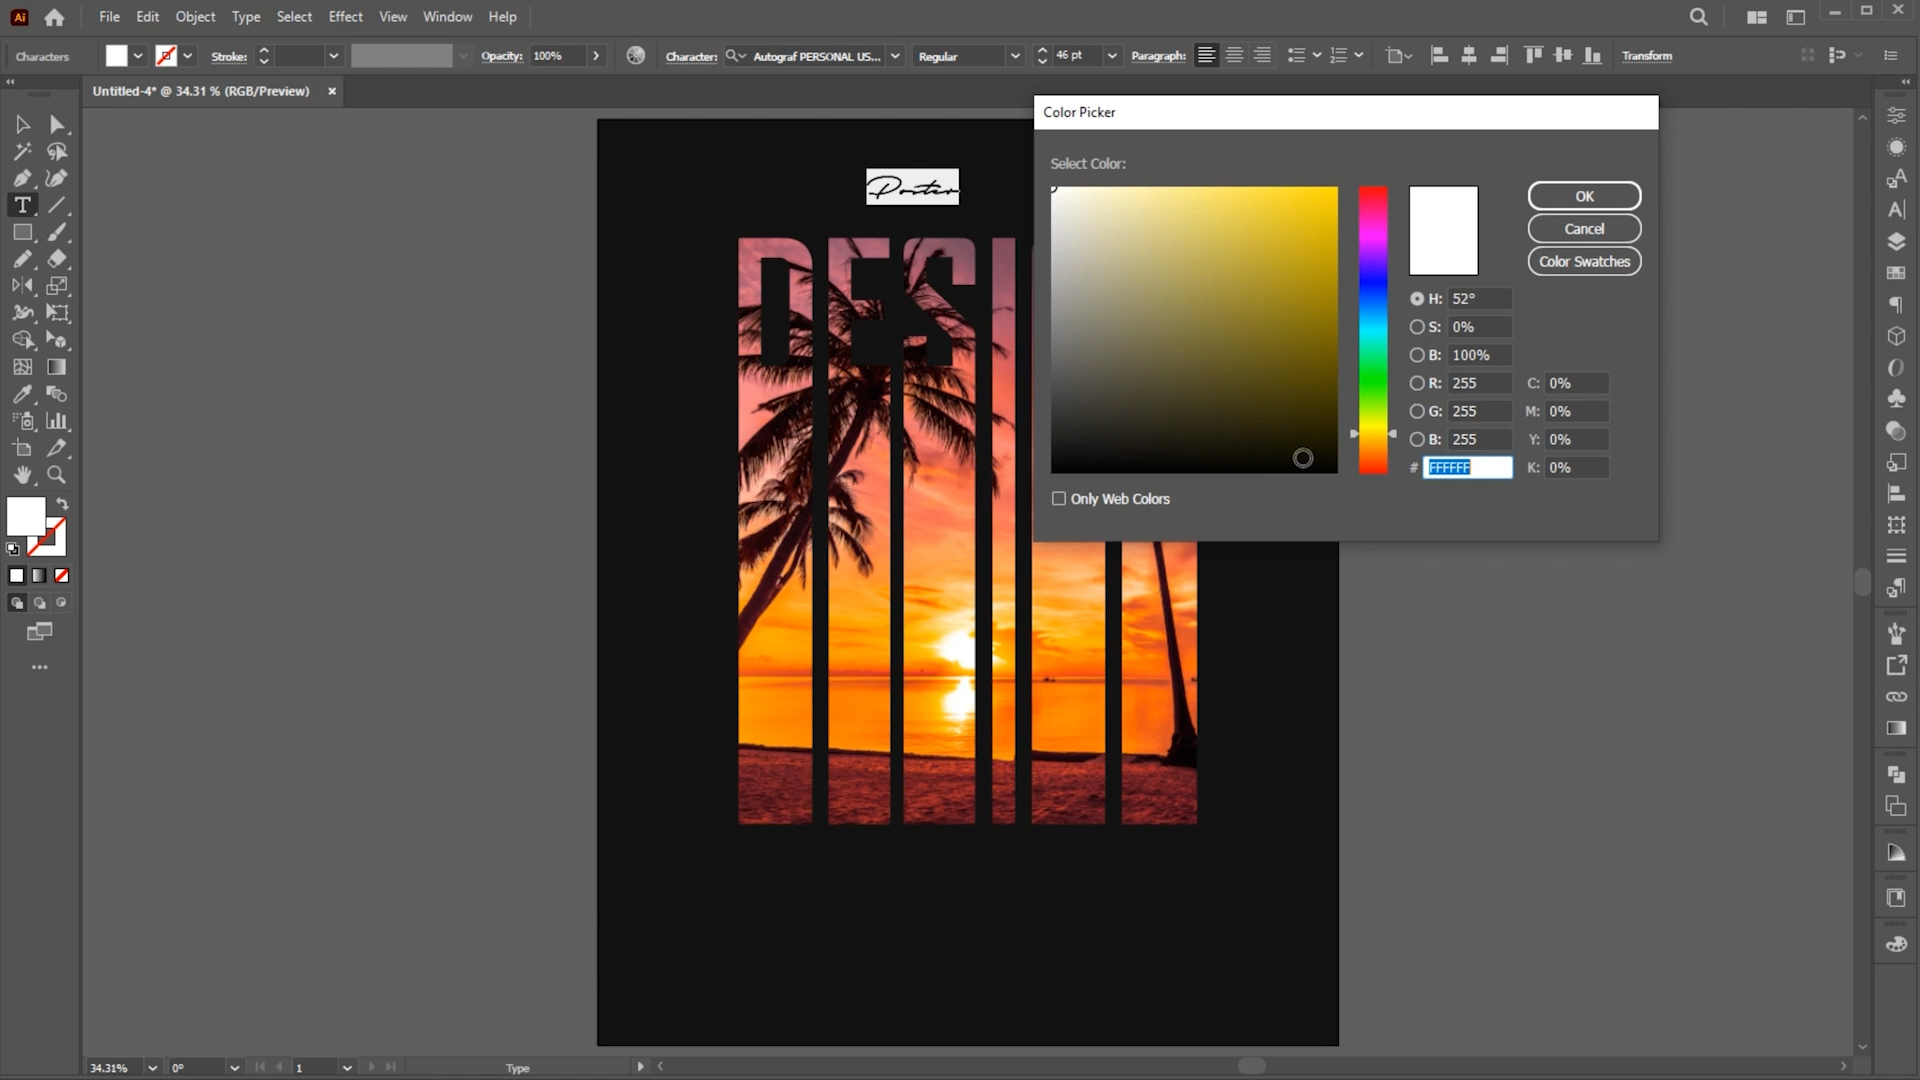 Ai File Edit Object Type Select Effect View Window Help
Characters Stroke: Opacity: 100% Character: Autograf PERSONAL US... Regular 46 pt Paragraph: Transform
Untitled-4* @ 34.31 % (RGB/Preview) ×
Color Picker
Select Color:
OK
Cancel
Color Swatches
H: 52°
S: 0%
B: 100%
R: 255 C: 0%
G: 255 M: 0%
B: 255 Y: 0%
# FFFFFF K: 0%
Only Web Colors
Poster
DESI
34.31% 0° 1 Type